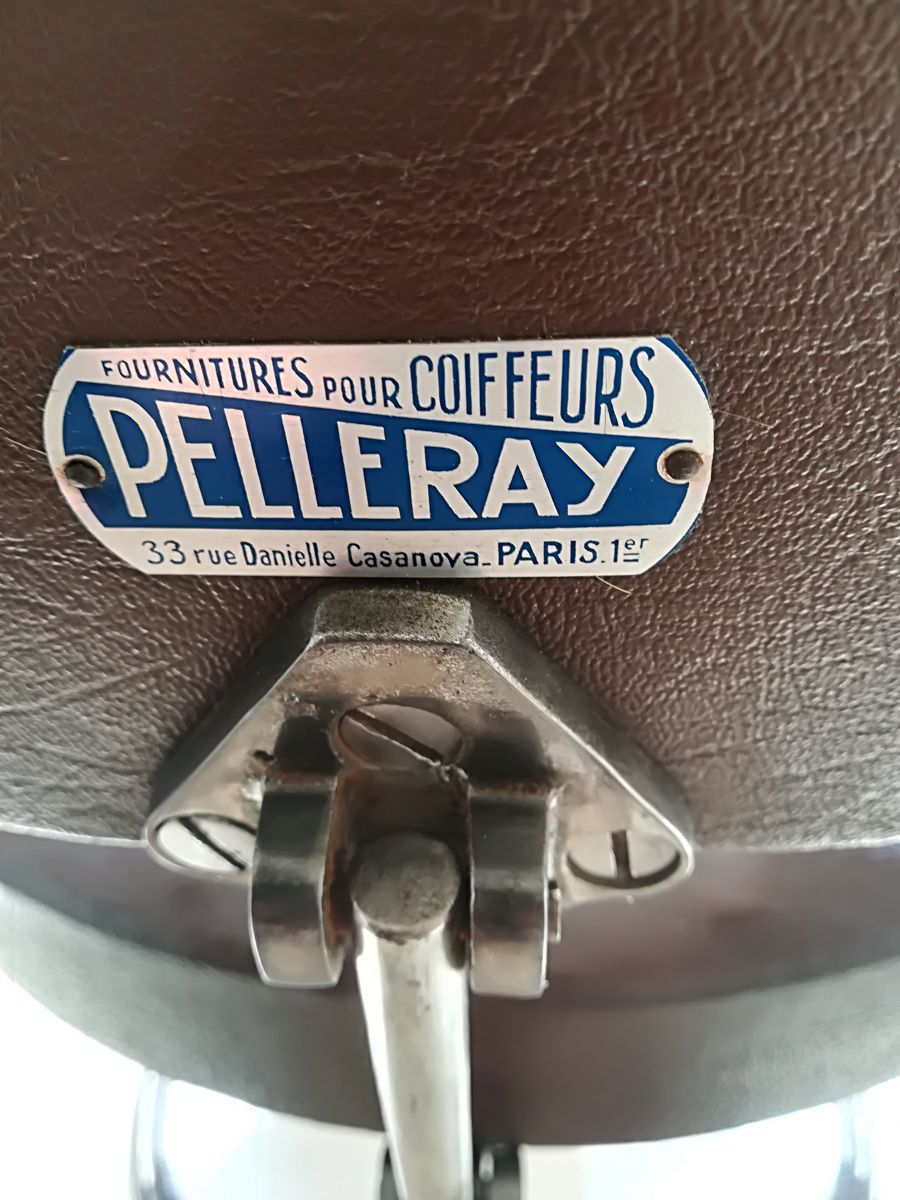 FOURNITURES POUR COIFFEURS
PELLERAY
33 rue Danielle Casanova_PARIS.1er